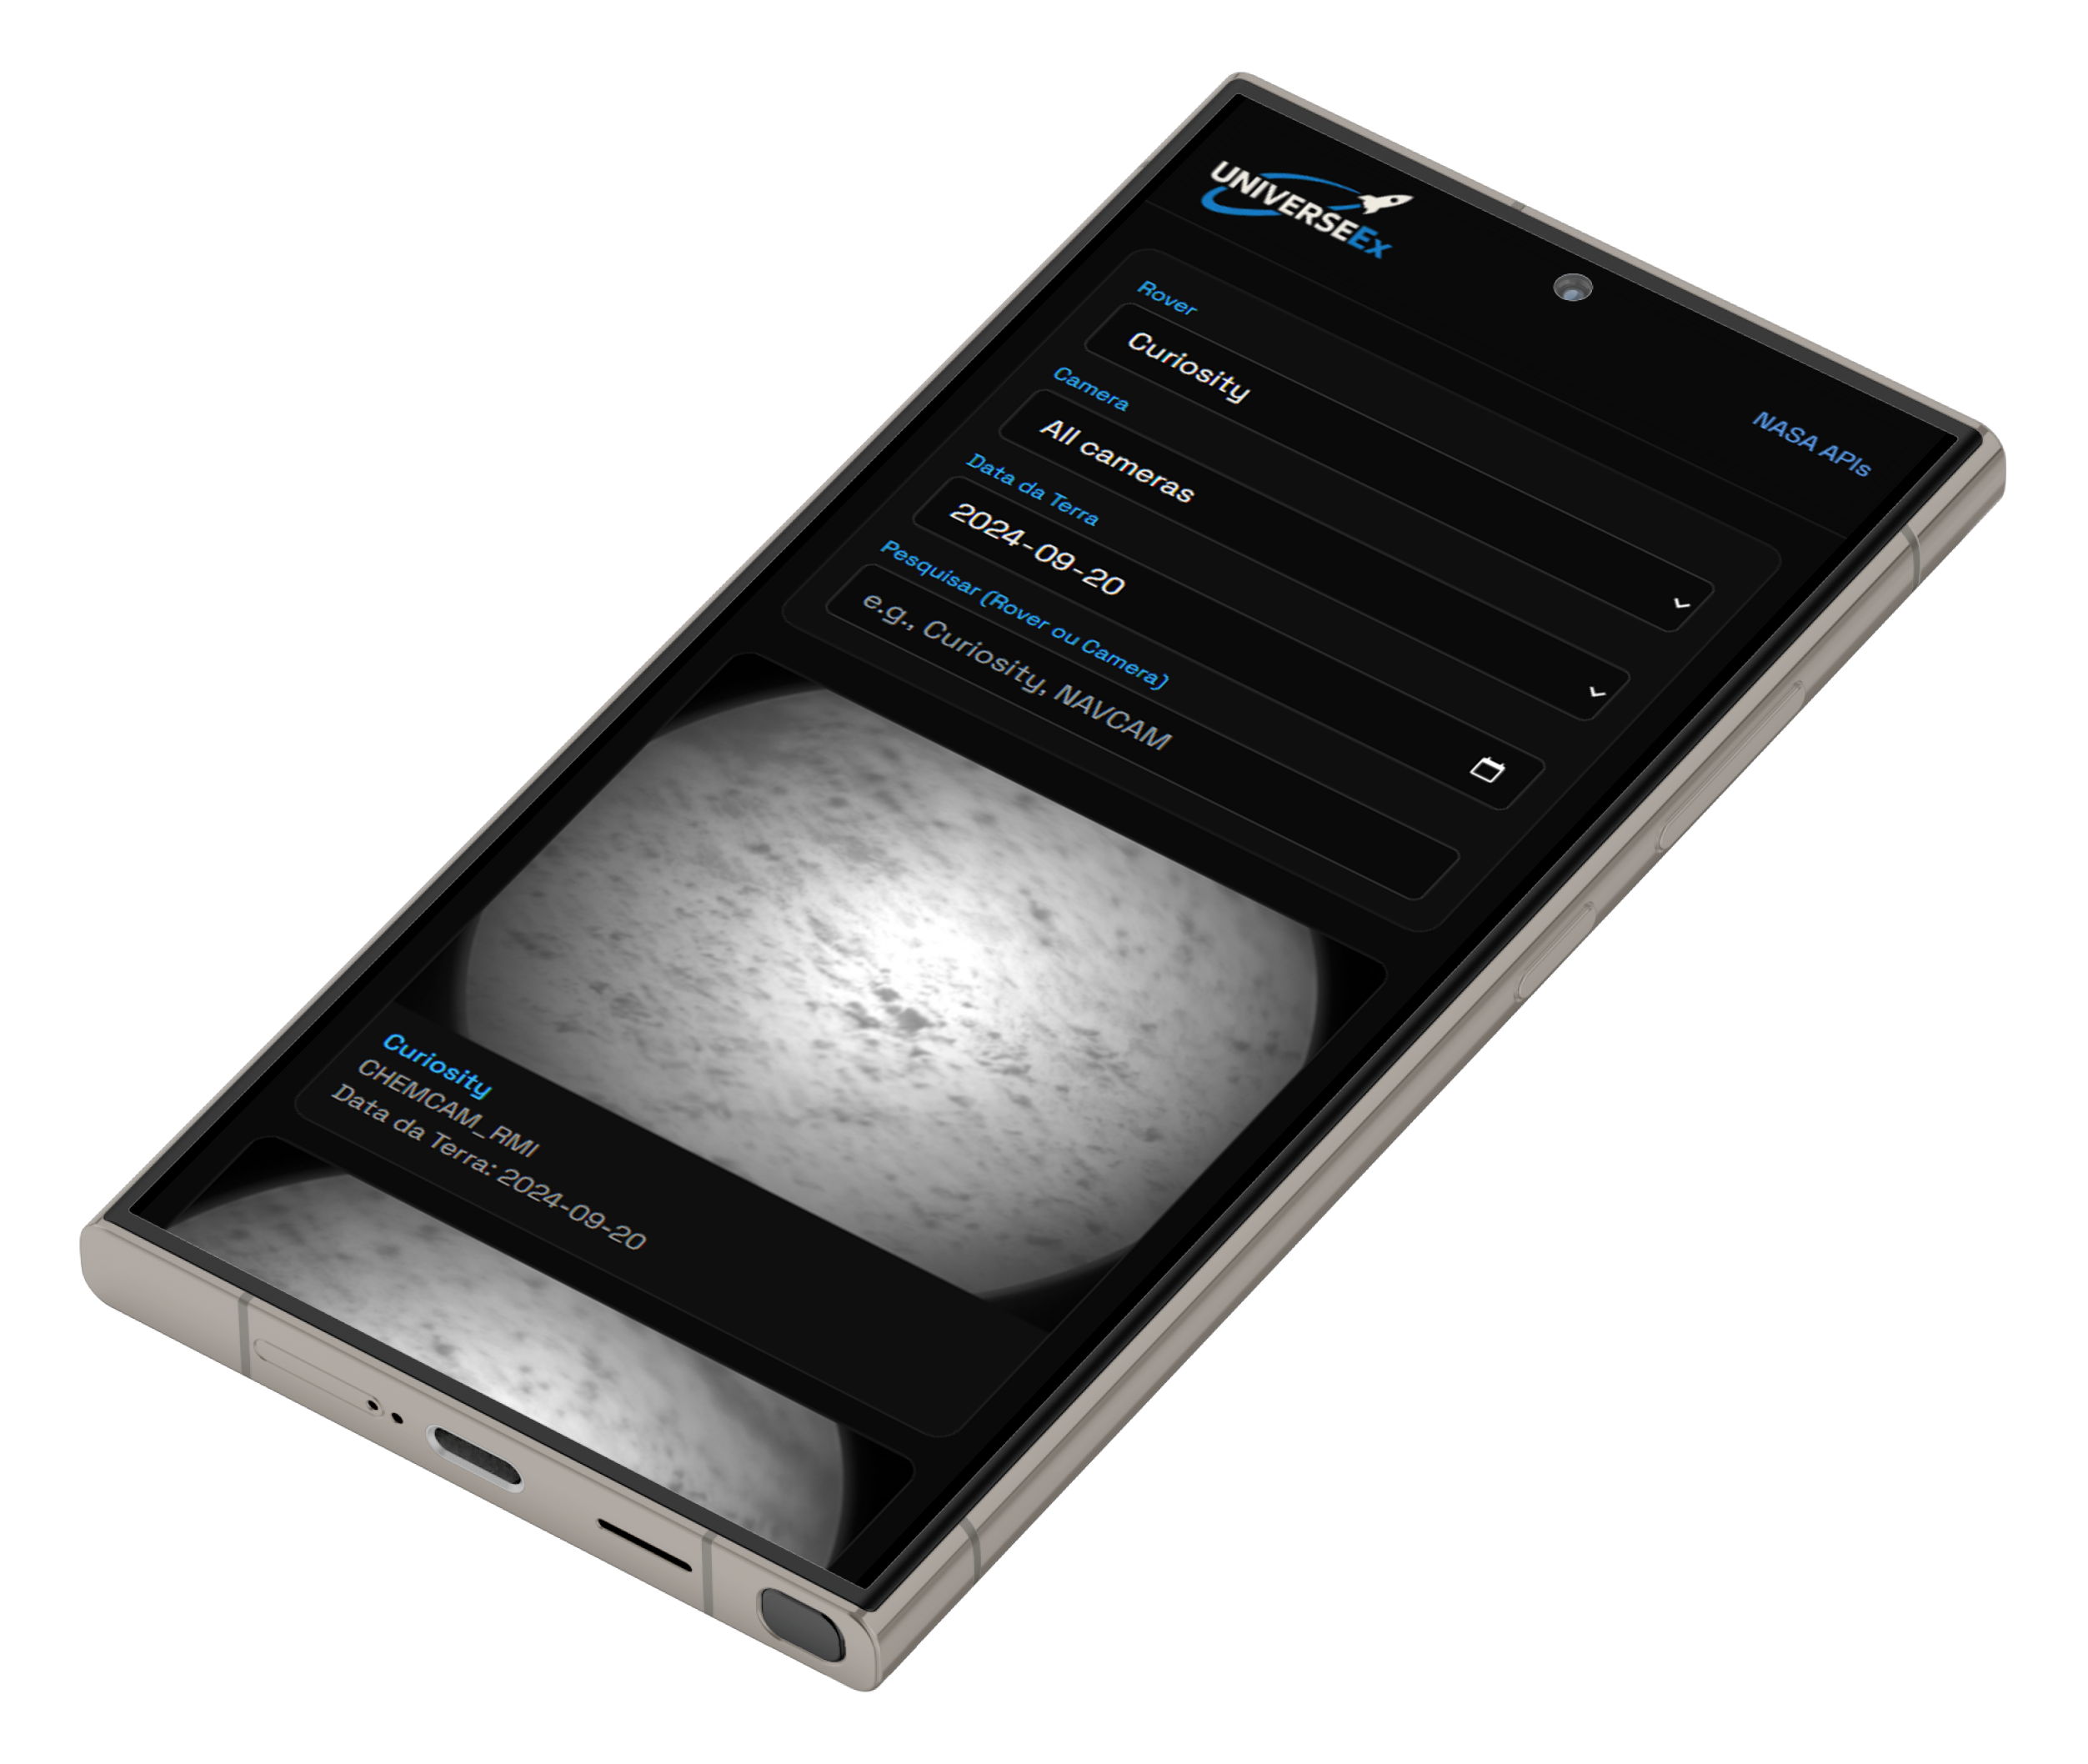 UNIVERSEEx
NASA APIs
Rover
Curiosity
Camera
All cameras
Data da Terra
2024-09-20
Pesquisar (Rover ou Camera)
e.g., Curiosity, NAVCAM
Curiosity
CHEMCAM_RMI
Data da Terra: 2024-09-20